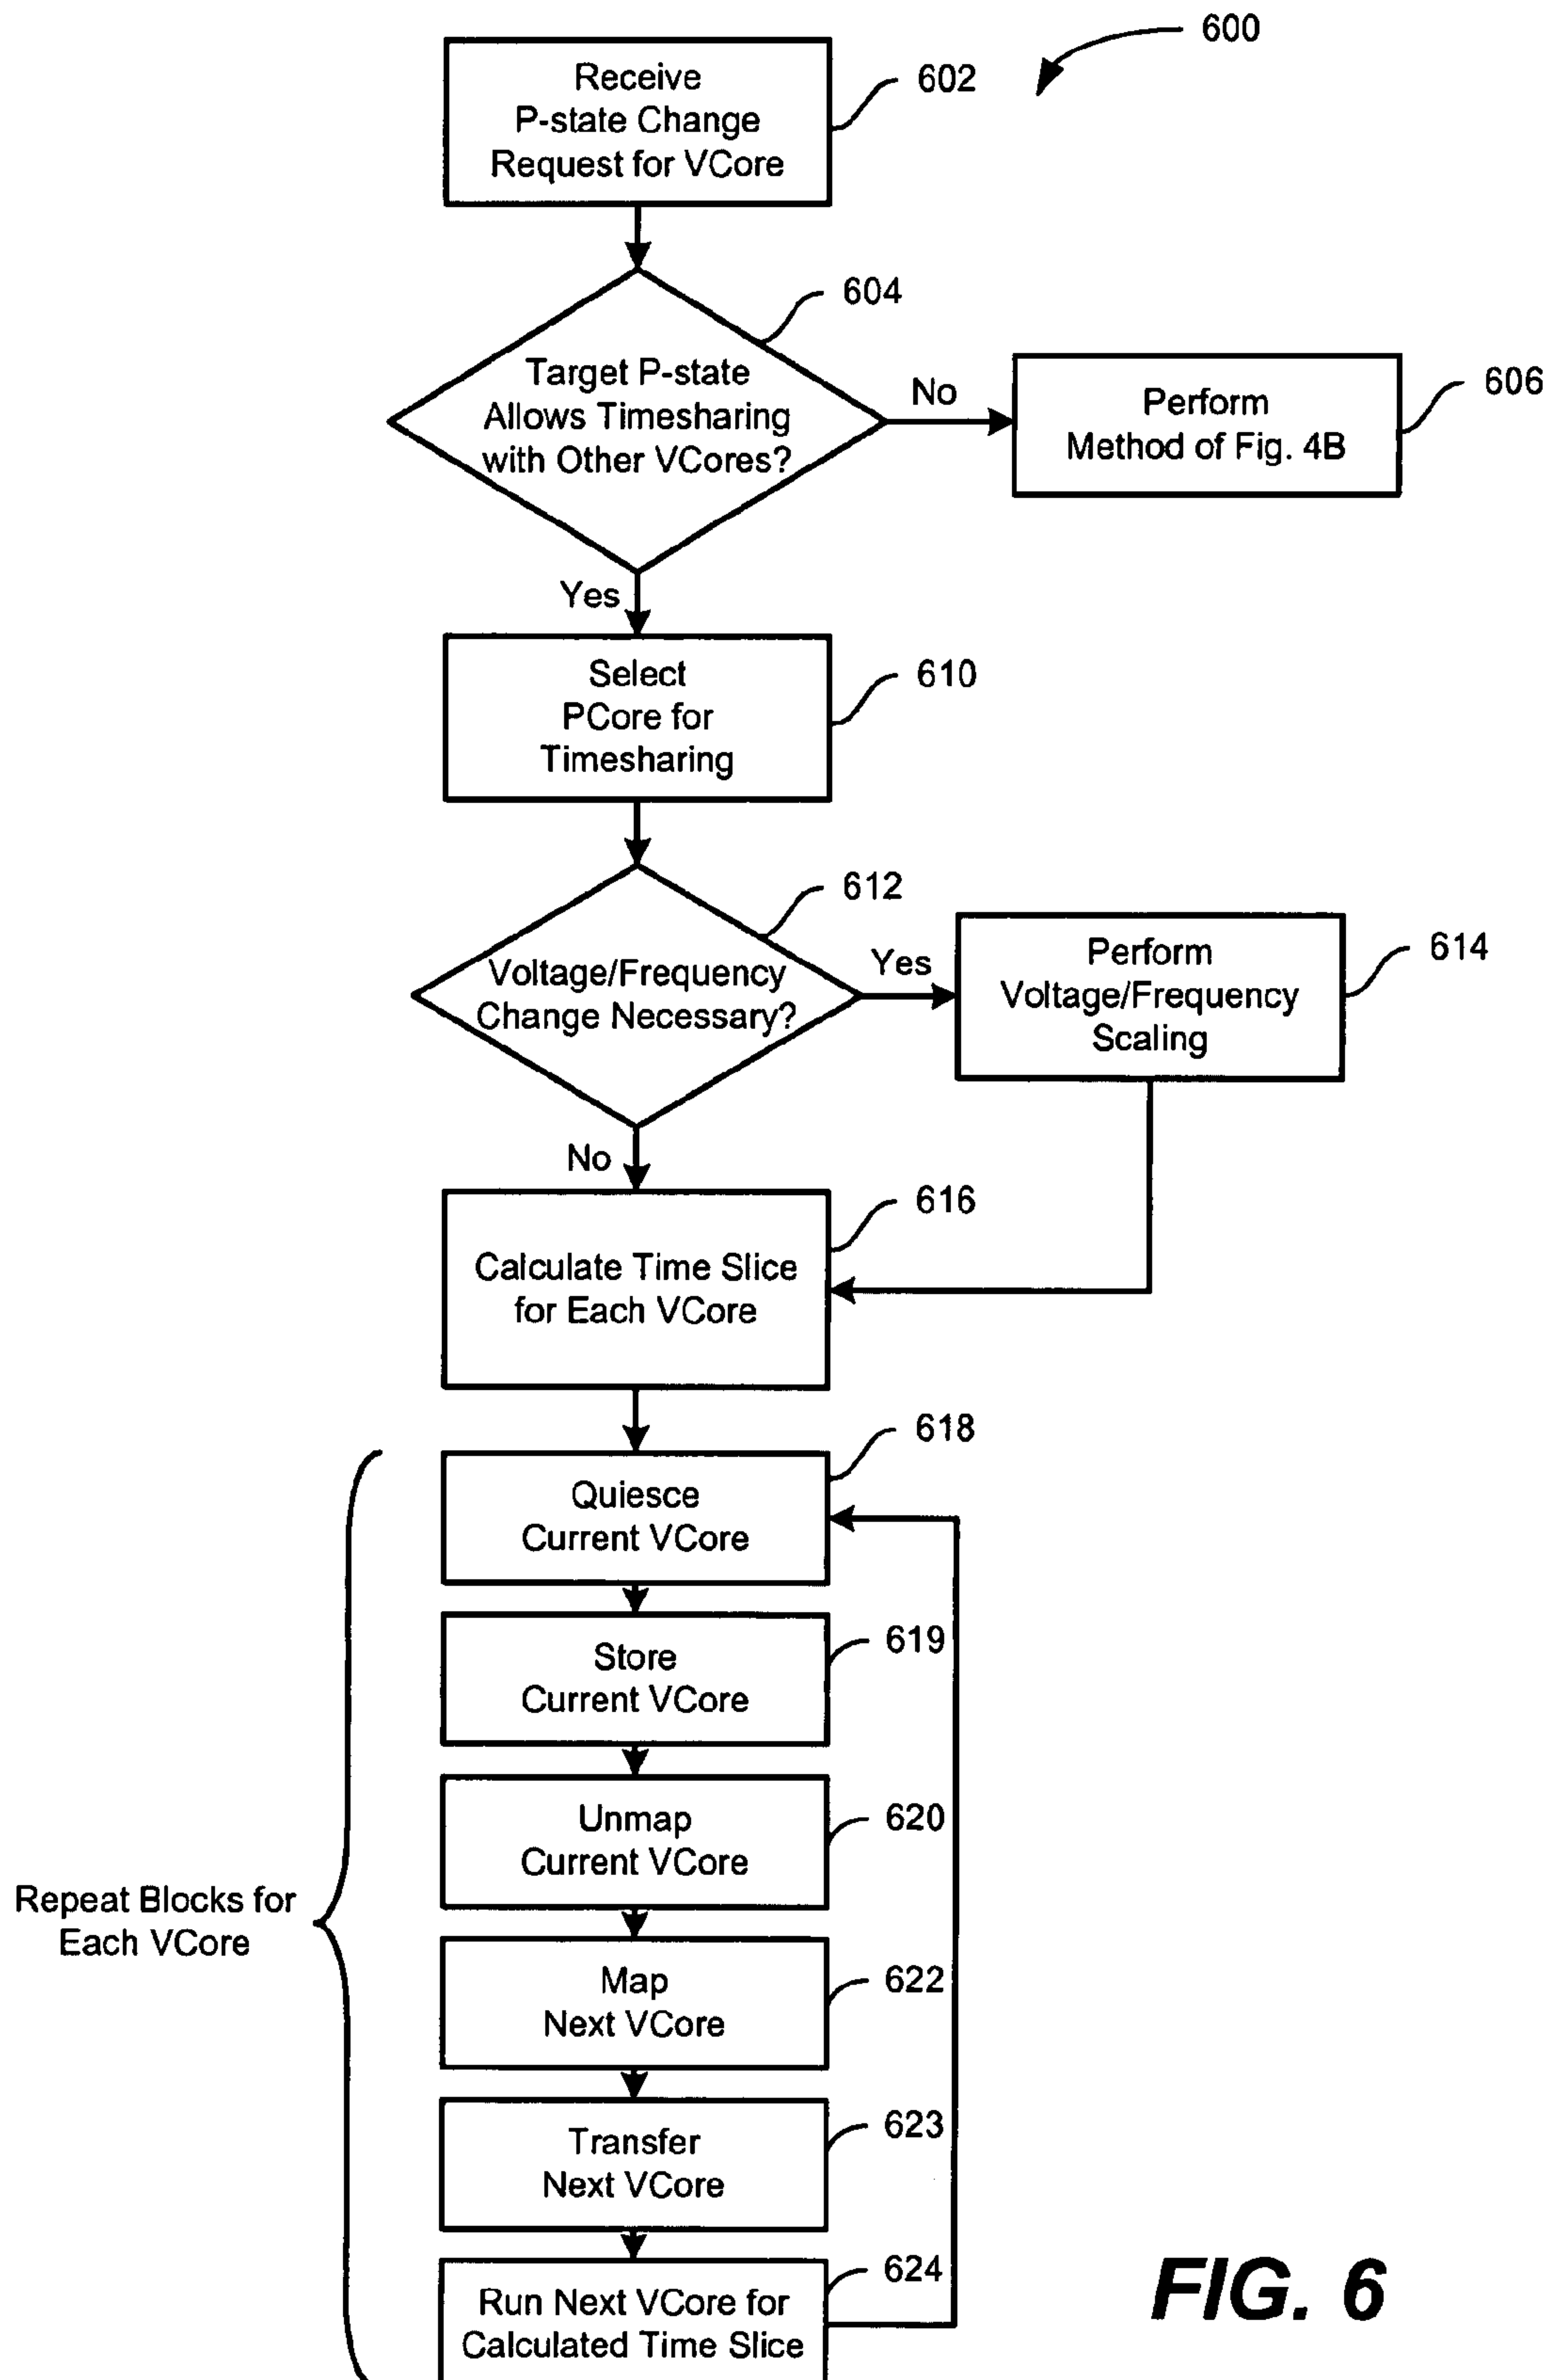 600
Receive
P-state Change
Request for VCore
602
604
Target P-state
Allows Timesharing
with Other VCores?
No
Perform
Method of Fig. 4B
606
Yes
Select
PCore for
Timesharing
610
612
Voltage/Frequency
Change Necessary?
Yes
Perform
Voltage/Frequency
Scaling
614
No
616
Calculate Time Slice
for Each VCore
618
Quiesce
Current VCore
619
Store
Current VCore
620
Unmap
Current VCore
Repeat Blocks for
Each VCore
622
Map
Next VCore
623
Transfer
Next VCore
624
Run Next VCore for
Calculated Time Slice
FIG. 6